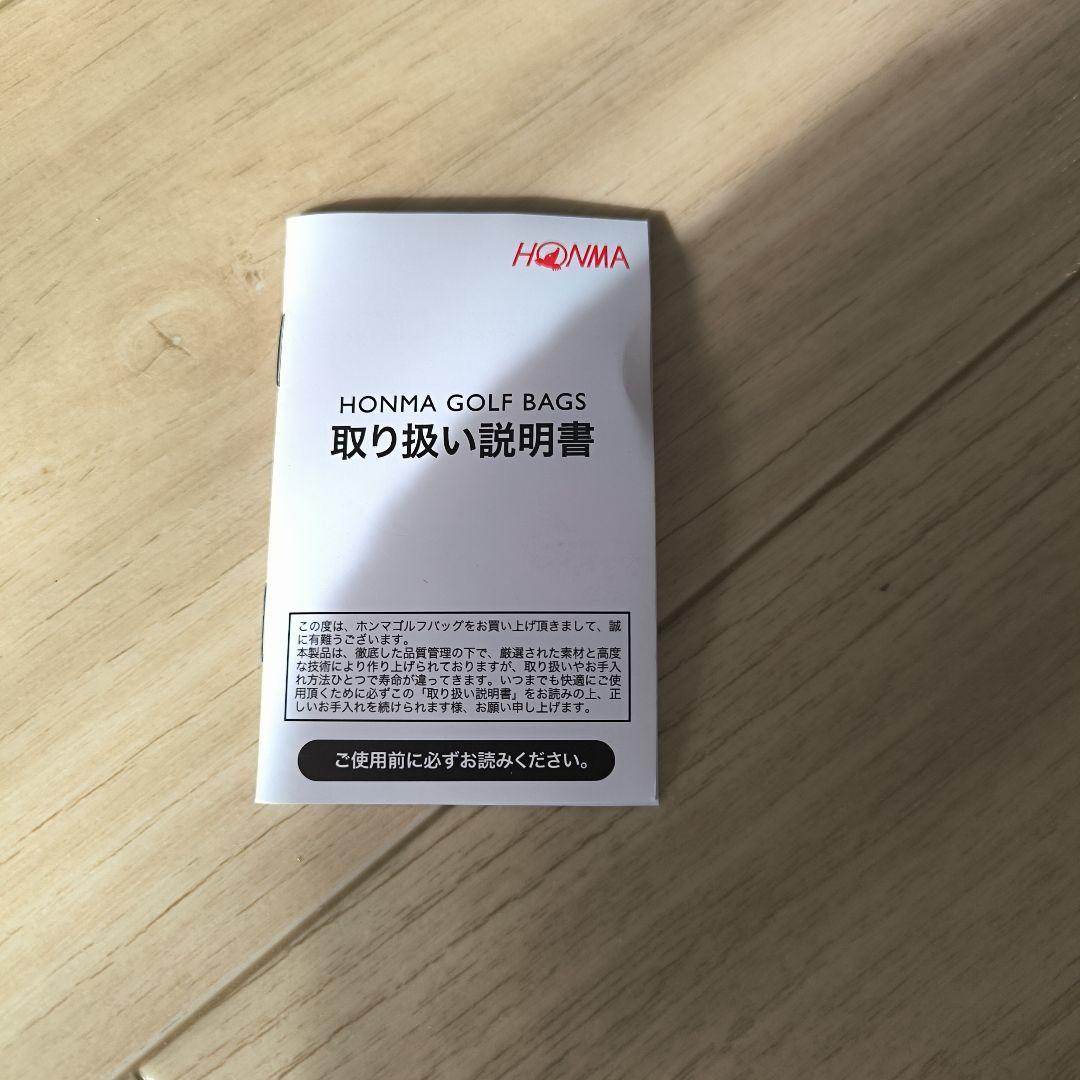 HONMA
HONMA GOLF BAGS
取り扱い説明書
この度は、ホンマゴルフバッグをお買い上げ頂きまして、誠
に有難うございます。
本製品は、徹底した品質管理の下で、厳選された素材と高度
な技術により作り上げられておりますが、取り扱いやお手入
れ方法ひとつで寿命が違ってきます。いつまでも快適にご使
用頂くために必ずこの「取り扱い説明書」をお読みの上、正
しいお手入れを続けられます様、お願い申し上げます。
ご使用前に必ずお読みください。